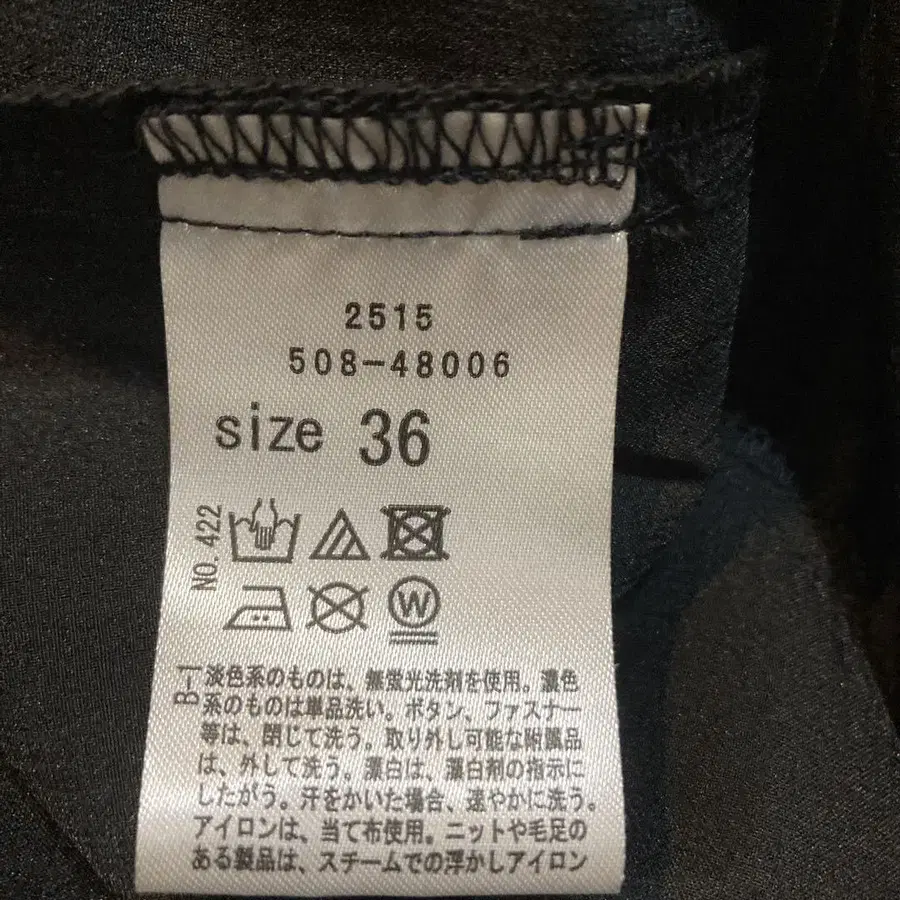 2515
508-48006
size 36
NO.422
W
B-1
淡色系のものは、無蛍光洗剤を使用。濃色
系のものは単品洗い。ボタン、ファスナー
等は、閉じて洗う。取り外し可能な附属品
は、外して洗う。漂白は、漂白剤の指示に
したがう。汗をかいた場合、速やかに洗う。
アイロンは、当て布使用。ニットや毛足の
ある製品は、スチームでの浮かしアイロン